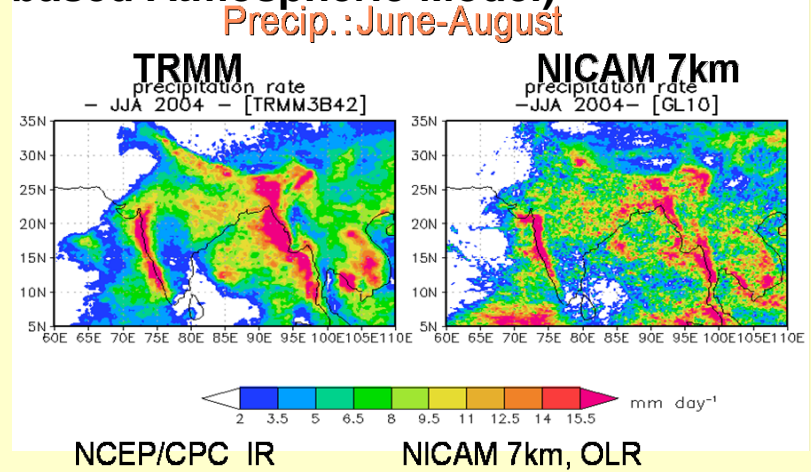 based Atmospheric Model)
Precip.:June-August
TRMM
precipitation rate
- JJA 2004 - [TRMM3B42]
35N
30N
25N
20N
15N
10N
5N
60E 65E 70E 75E 80E 85E 90E 95E 100E105E110E
NICAM 7km
precipitation rate
-JJA 2004- [GL10]
35N
30N
25N
20N
15N
10N
5N
60E 65E 70E 75E 80E 85E 90E 95E 100E105E110E
2 3.5 5 6.5 8 9.5 11 12.5 14 15.5
mm day⁻¹
NCEP/CPC IR
NICAM 7km, OLR